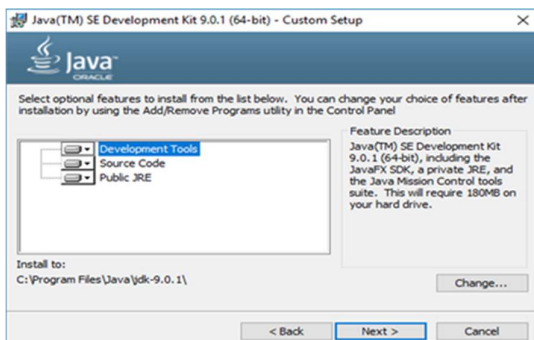 Java(TM) SE Development Kit 9.0.1 (64-bit) - Custom Setup
Java
ORACLE
Select optional features to install from the list below. You can change your choice of features after
installation by using the Add/Remove Programs utility in the Control Panel
Development Tools
Source Code
Public JRE
Feature Description
Java(TM) SE Development Kit
9.0.1 (64-bit), including the
JavaFX SDK, a private JRE, and
the Java Mission Control tools
suite. This will require 180MB on
your hard drive.
Install to:
C:\Program Files\Java\jdk-9.0.1\
Change...
< Back
Next >
Cancel